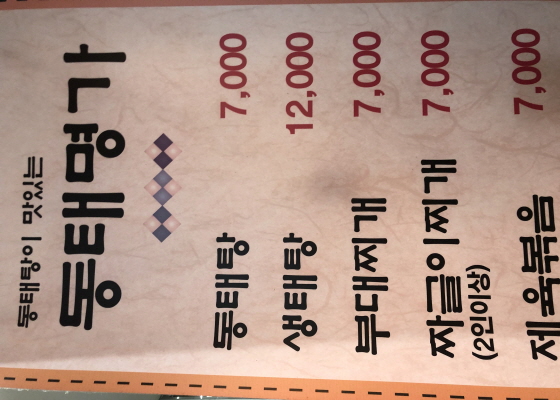 동태탕이 맛있는
동태명가
동태탕 7,000
생태탕 12,000
부대찌개 7,000
짜글이찌개 7,000
(2인이상)
제육볶음 7,000